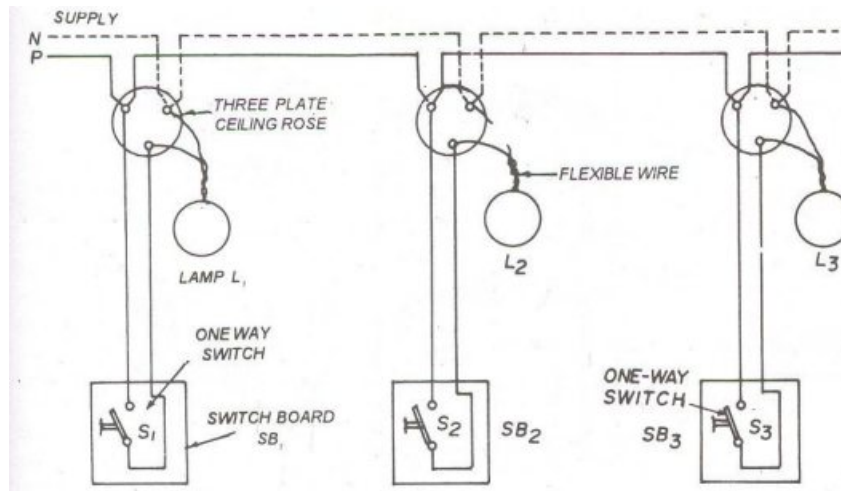 SUPPLY
N
P
THREE PLATE
CEILING ROSE
FLEXIBLE WIRE
LAMP L₁
L2
L3
ONE WAY
SWITCH
ONE-WAY
SWITCH
S1
S2
S3
SWITCH BOARD
SB₁
SB2
SB3